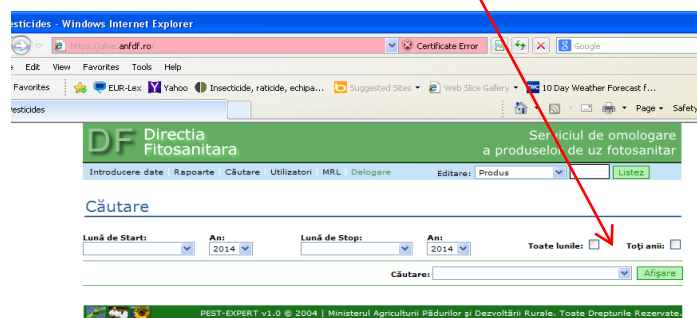 esticides - Windows Internet Explorer
https://aloe.anfdf.ro Certificate Error Google
Edit View Favorites Tools Help
Favorites EUR-Lex Yahoo Insecticide, raticide, echipa... Suggested Sites Web Slice Gallery 10 Day Weather Forecast f...
esticides Page Safety
DF Directia Fitosanitara
Serviciul de omologare
a produselor de uz fotosanitar
Introducere date Rapoarte Căutare Utilizatori MRL Delogare Editare: Produs Listez
Căutare
Lună de Start: An: Lună de Stop: An:
2014 2014 Toate lunile: Toţi anii:
Căutare: Afişare
PEST-EXPERT v1.0 © 2004 | Ministerul Agriculturii Pădurilor şi Dezvoltării Rurale. Toate Drepturile Rezervate.